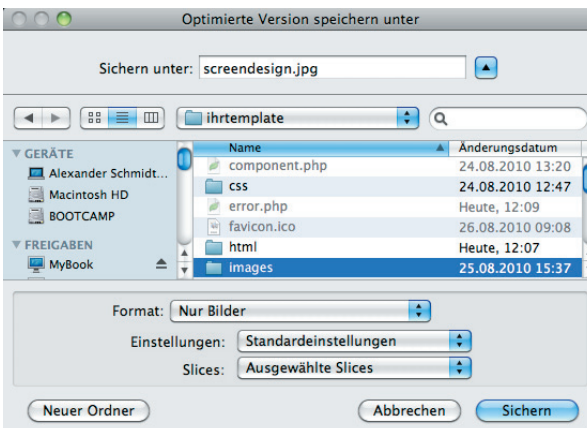 Optimierte Version speichern unter
Sichern unter: screendesign.jpg
ihrtemplate
GERÄTE
Alexander Schmidt...
Macintosh HD
BOOTCAMP
FREIGABEN
MyBook
Name Änderungsdatum
component.php 24.08.2010 13:20
css 24.08.2010 12:47
error.php Heute, 12:09
favicon.ico 26.08.2010 09:08
html Heute, 12:07
images 25.08.2010 15:37
Format: Nur Bilder
Einstellungen: Standardeinstellungen
Slices: Ausgewählte Slices
Neuer Ordner Abbrechen Sichern